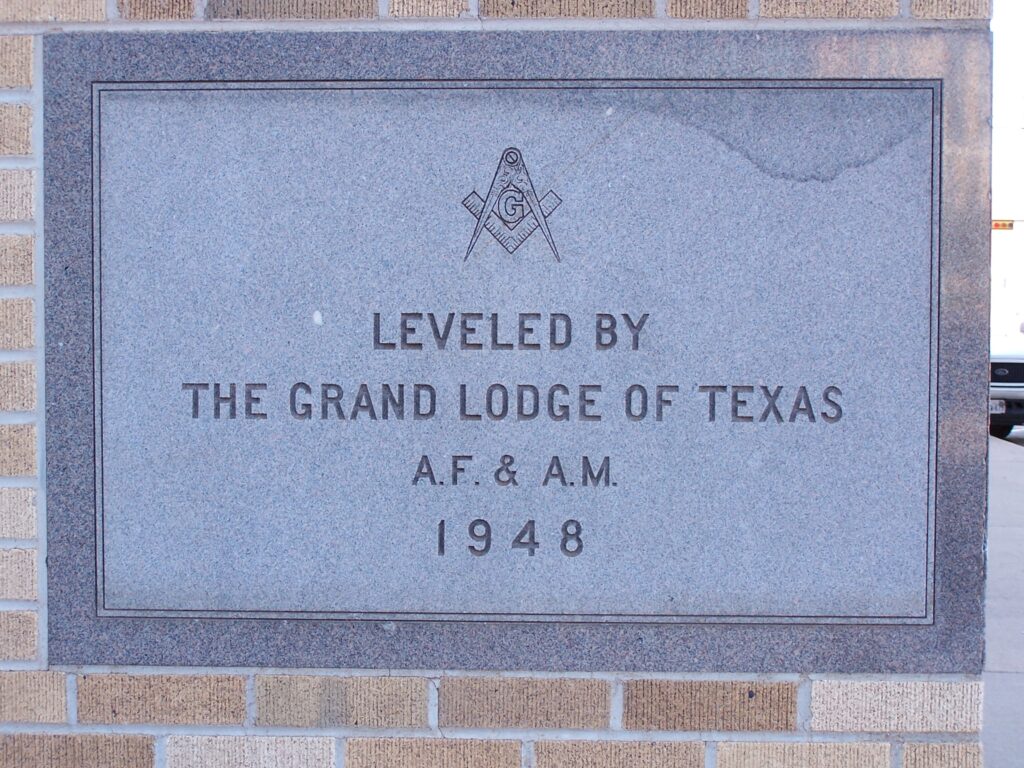 G
LEVELED BY
THE GRAND LODGE OF TEXAS
A.F. & A.M.
1948